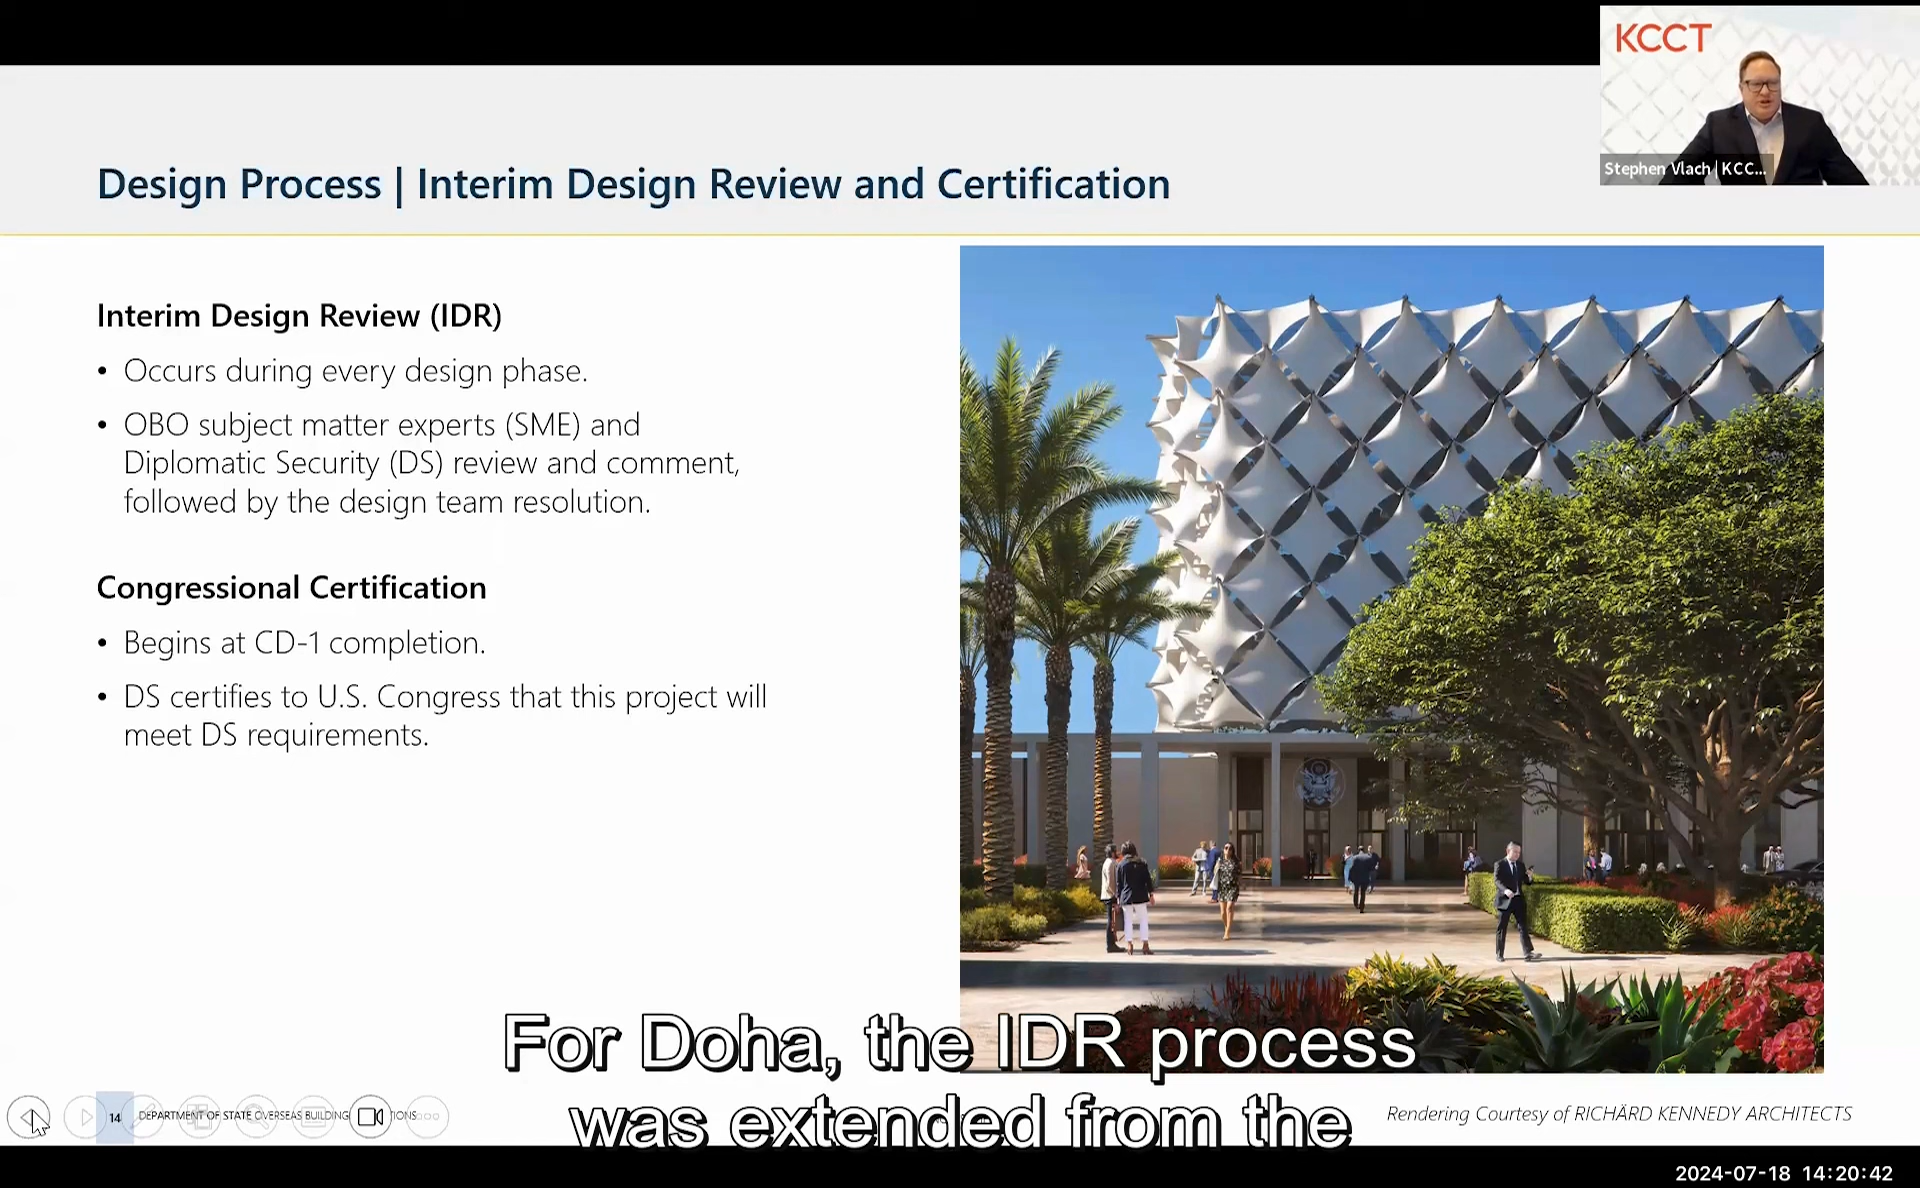 KCCT
Stephen Vlach | KCC...
Design Process | Interim Design Review and Certification
Interim Design Review (IDR)
• Occurs during every design phase.
• OBO subject matter experts (SME) and
Diplomatic Security (DS) review and comment,
followed by the design team resolution.
Congressional Certification
• Begins at CD-1 completion.
• DS certifies to U.S. Congress that this project will
meet DS requirements.
For Doha, the IDR process
was extended from the
14
DEPARTMENT OF STATE OVERSEAS BUILDING
TIONS
Rendering Courtesy of RICHÄRD KENNEDY ARCHITECTS
2024-07-18 14:20:42